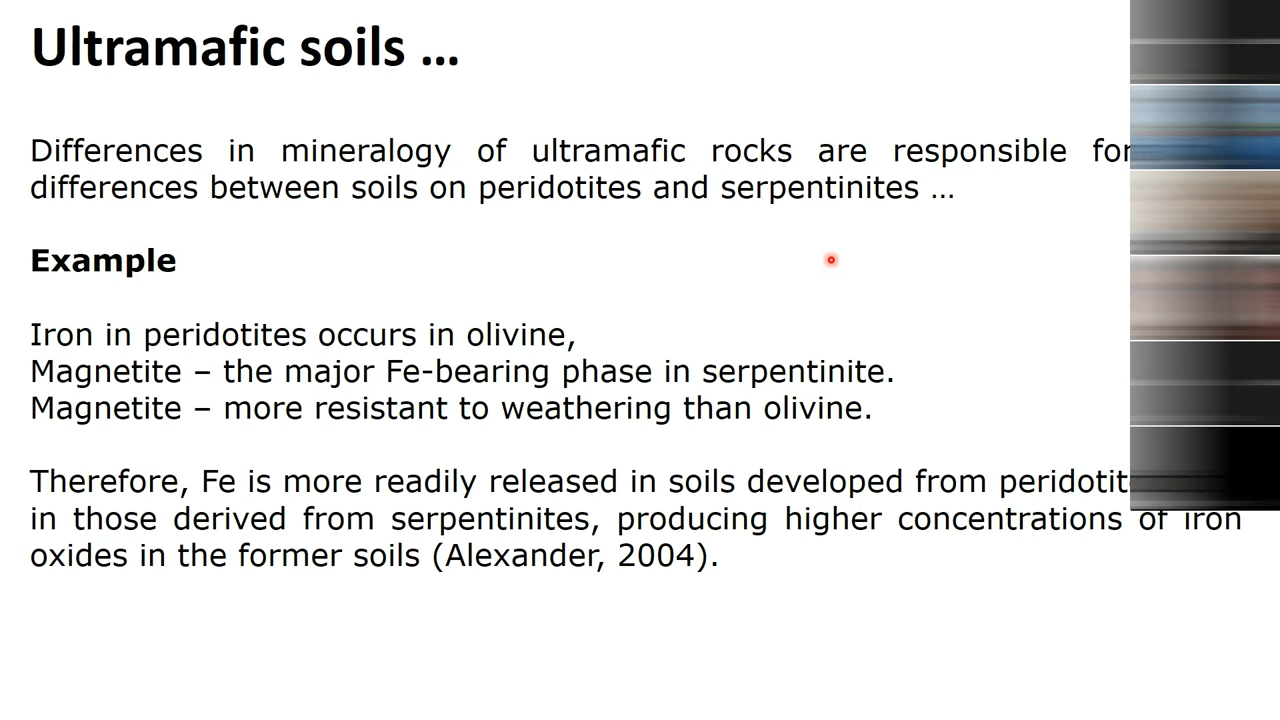 Ultramafic soils ...
Differences in mineralogy of ultramafic rocks are responsible for
differences between soils on peridotites and serpentinites ...
Example
Iron in peridotites occurs in olivine,
Magnetite – the major Fe-bearing phase in serpentinite.
Magnetite – more resistant to weathering than olivine.
Therefore, Fe is more readily released in soils developed from
in those derived from serpentinites, producing higher concentrations of iron
oxides in the former soils (Alexander, 2004).